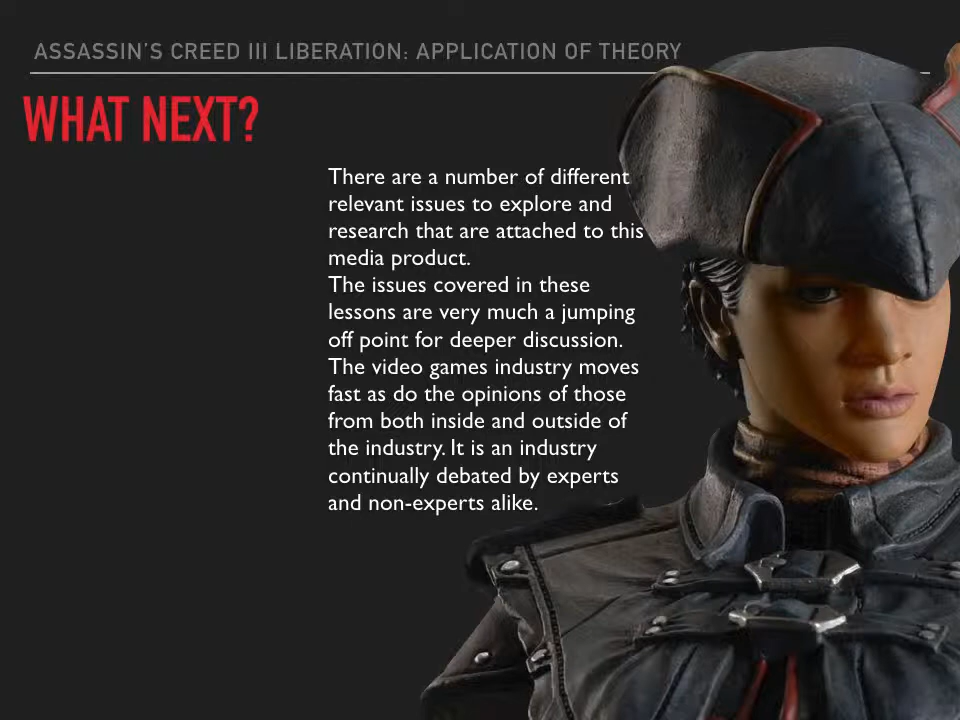 ASSASSIN'S CREED III LIBERATION: APPLICATION OF THEORY
WHAT NEXT?
There are a number of different
relevant issues to explore and
research that are attached to this
media product.
The issues covered in these
lessons are very much a jumping
off point for deeper discussion.
The video games industry moves
fast as do the opinions of those
from both inside and outside of
the industry. It is an industry
continually debated by experts
and non-experts alike.